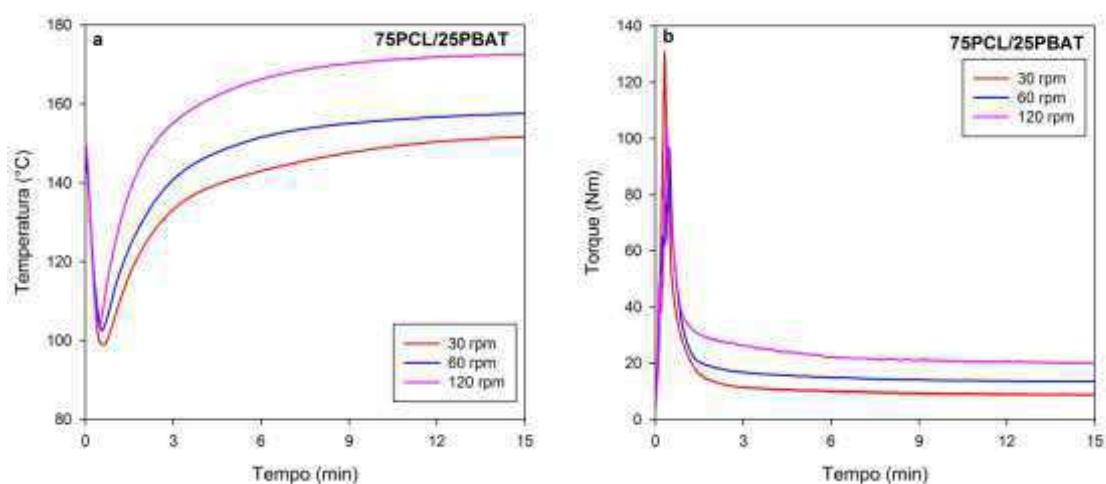 a
75PCL/25PBAT
180
160
140
120
100
80
Temperatura (°C)
30 rpm
60 rpm
120 rpm
0
3
6
9
12
15
Tempo (min)
b
75PCL/25PBAT
140
120
100
80
60
40
20
0
Torque (Nm)
30 rpm
60 rpm
120 rpm
0
3
6
9
12
15
Tempo (min)